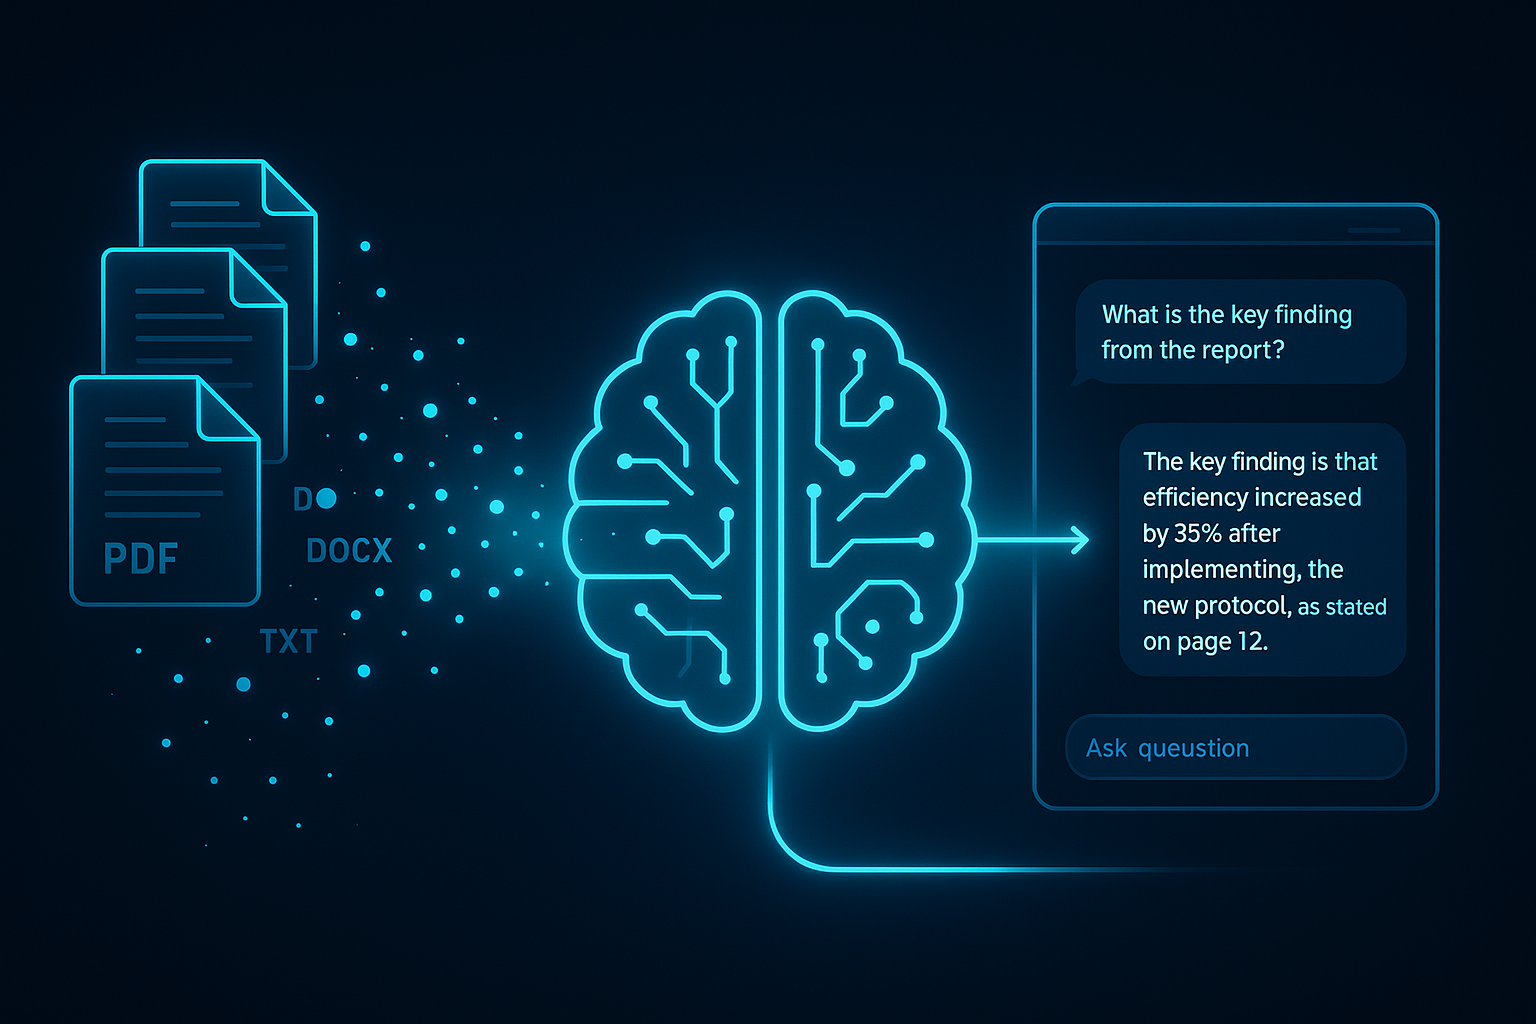 PDF
DOCX
TXT
What is the key finding
from the report?
The key finding is that
efficiency increased
by 35% after
implementing, the
new protocol, as stated
on page 12.
Ask queustion